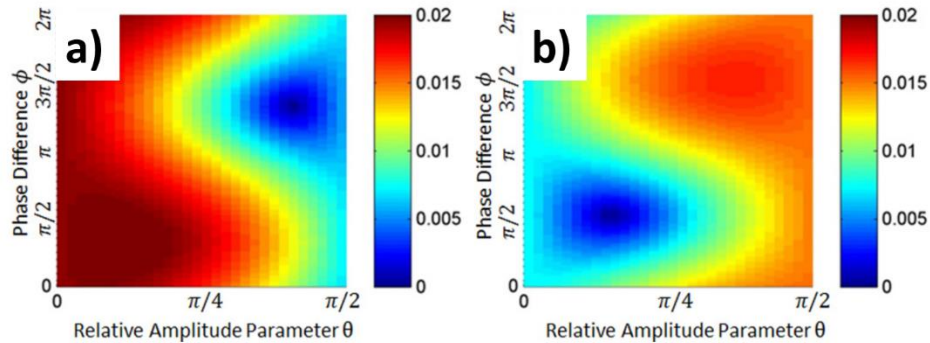 a)
Phase Difference ϕ
2π
3π/2
π
π/2
0
0
π/4
π/2
Relative Amplitude Parameter θ
0.02
0.015
0.01
0.005
0
b)
Phase Difference ϕ
2π
3π/2
π
π/2
0
0
π/4
π/2
Relative Amplitude Parameter θ
0.02
0.015
0.01
0.005
0